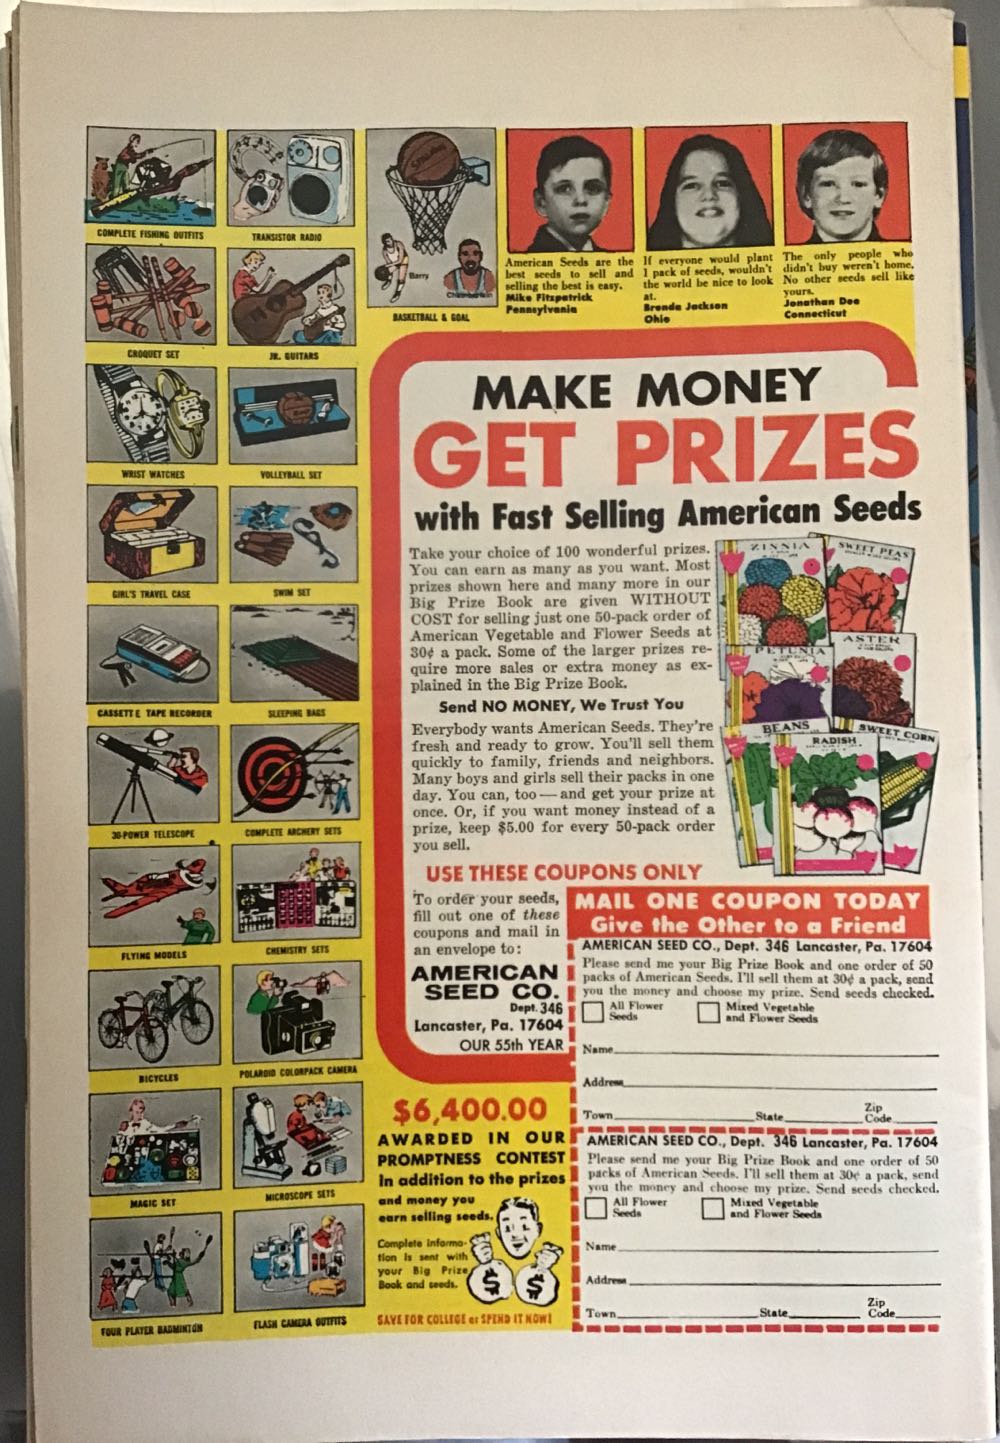 COMPLETE FISHING OUTFITS
TRANSISTOR RADIO
SPALDING
Barry
Chamberlain
BASKETBALL & GOAL
CROQUET SET
JR. GUITARS
WRIST WATCHES
VOLLEYBALL SET
GIRL'S TRAVEL CASE
SWIM SET
CASSETTE TAPE RECORDER
SLEEPING BAGS
30-POWER TELESCOPE
COMPLETE ARCHERY SETS
FLYING MODELS
CHEMISTRY SETS
BICYCLES
POLAROID COLORPACK CAMERA
MAGIC SET
MICROSCOPE SETS
FOUR PLAYER BADMINTON
FLASH CAMERA OUTFITS
American Seeds are the
best seeds to sell and
selling the best is easy.
Mike Fitzpatrick
Pennsylvania
If everyone would plant
1 pack of seeds, wouldn't
the world be nice to look
at.
Brenda Jackson
Ohio
The only people who
didn't buy weren't home.
No other seeds sell like
yours.
Jonathan Dee
Connecticut
MAKE MONEY
GET PRIZES
with Fast Selling American Seeds
Take your choice of 100 wonderful prizes.
You can earn as many as you want. Most
prizes shown here and many more in our
Big Prize Book are given WITHOUT
COST for selling just one 50-pack order of
American Vegetable and Flower Seeds at
30¢ a pack. Some of the larger prizes re-
quire more sales or extra money as ex-
plained in the Big Prize Book.
Send NO MONEY, We Trust You
Everybody wants American Seeds. They're
fresh and ready to grow. You'll sell them
quickly to family, friends and neighbors.
Many boys and girls sell their packs in one
day. You can, too — and get your prize at
once. Or, if you want money instead of a
prize, keep $5.00 for every 50-pack order
you sell.
ZINNIA
SWEET PEAS
PETUNIA
ASTER
BEANS
RADISH
SWEET CORN
USE THESE COUPONS ONLY
To order your seeds,
fill out one of these
coupons and mail in
an envelope to:
AMERICAN
SEED CO.
Dept. 346
Lancaster, Pa. 17604
OUR 55th YEAR
MAIL ONE COUPON TODAY
Give the Other to a Friend
AMERICAN SEED CO., Dept. 346 Lancaster, Pa. 17604
Please send me your Big Prize Book and one order of 50
packs of American Seeds. I'll sell them at 30¢ a pack, send
you the money and choose my prize. Send seeds checked.
All Flower
Seeds
Mixed Vegetable
and Flower Seeds
Name
Address
Town State Zip Code
AMERICAN SEED CO., Dept. 346 Lancaster, Pa. 17604
Please send me your Big Prize Book and one order of 50
packs of American Seeds. I'll sell them at 30¢ a pack, send
you the money and choose my prize. Send seeds checked.
All Flower
Seeds
Mixed Vegetable
and Flower Seeds
Name
Address
Town State Zip Code
$6,400.00
AWARDED IN OUR
PROMPTNESS CONTEST
In addition to the prizes
and money you
earn selling seeds.
Complete informa-
tion is sent with
your Big Prize
Book and seeds.
$ $
SAVE FOR COLLEGE or SPEND IT NOW!